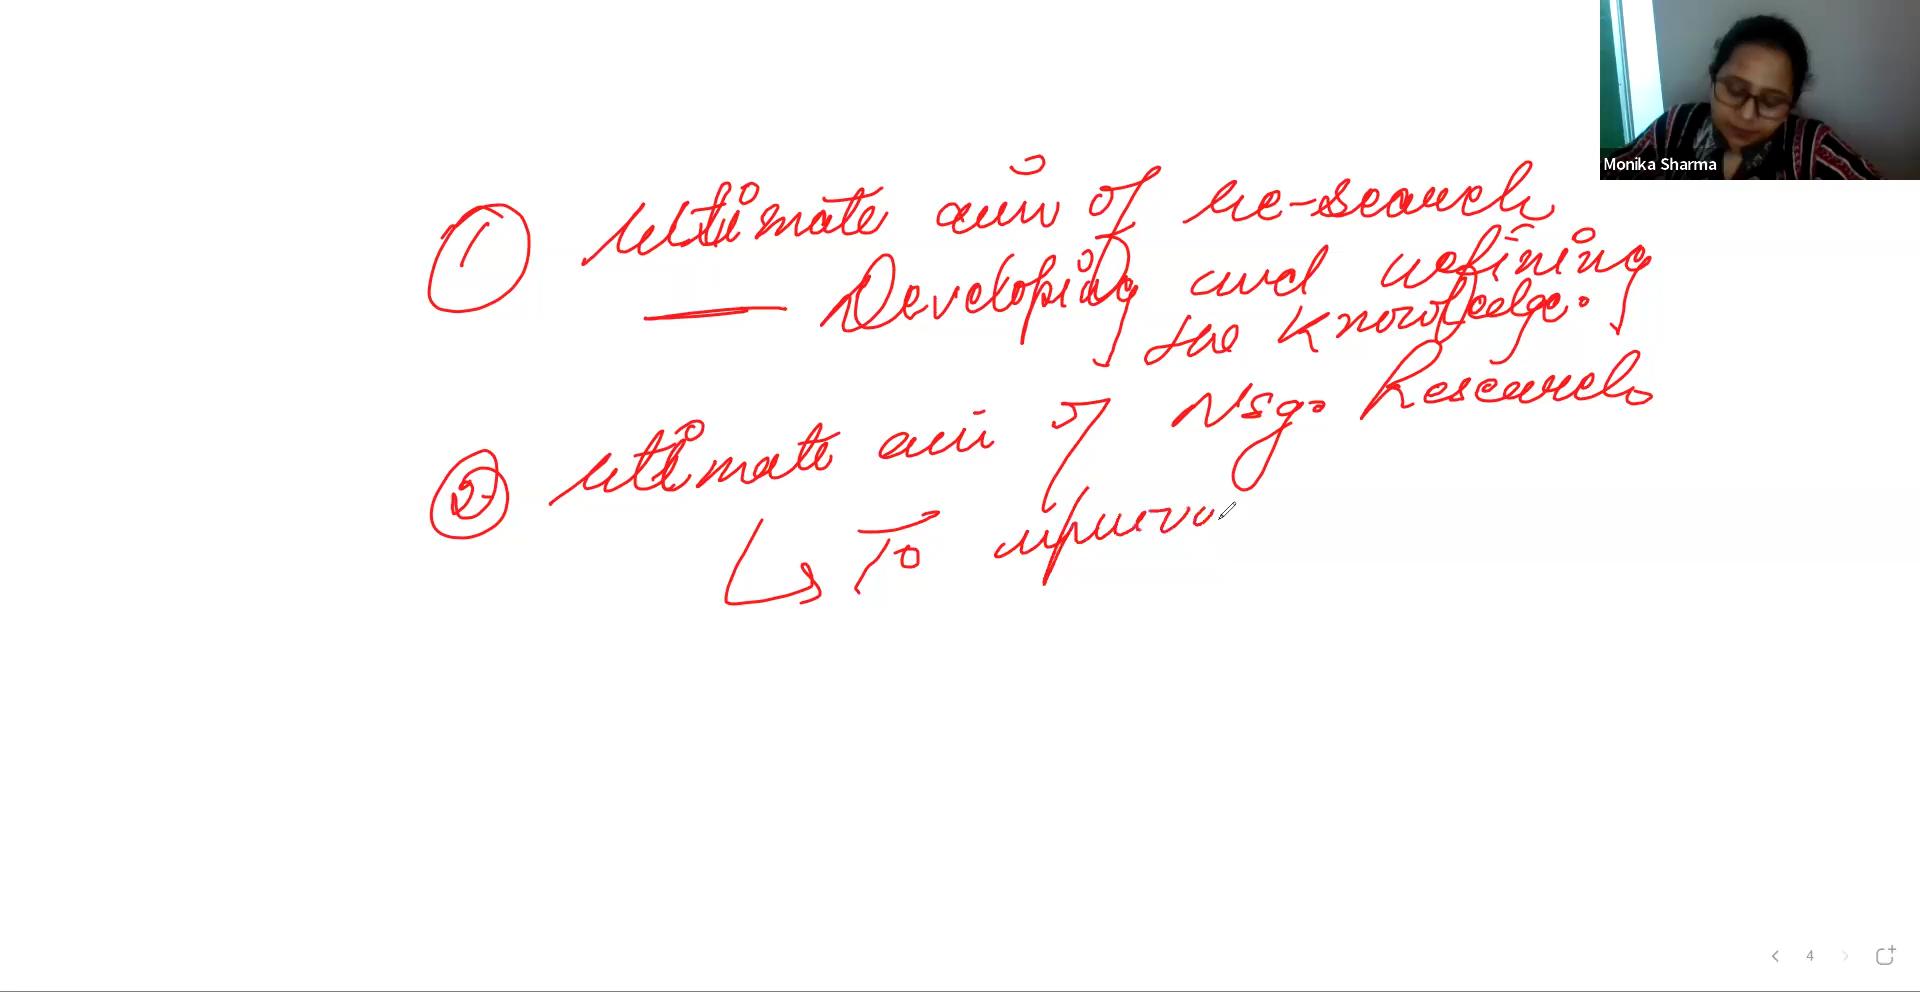 Monika Sharma
① Ultimate aim of Re-search
— Developing and refining
the Knowledge.
② Ultimate aim of Nsg. Research
↳ To
4